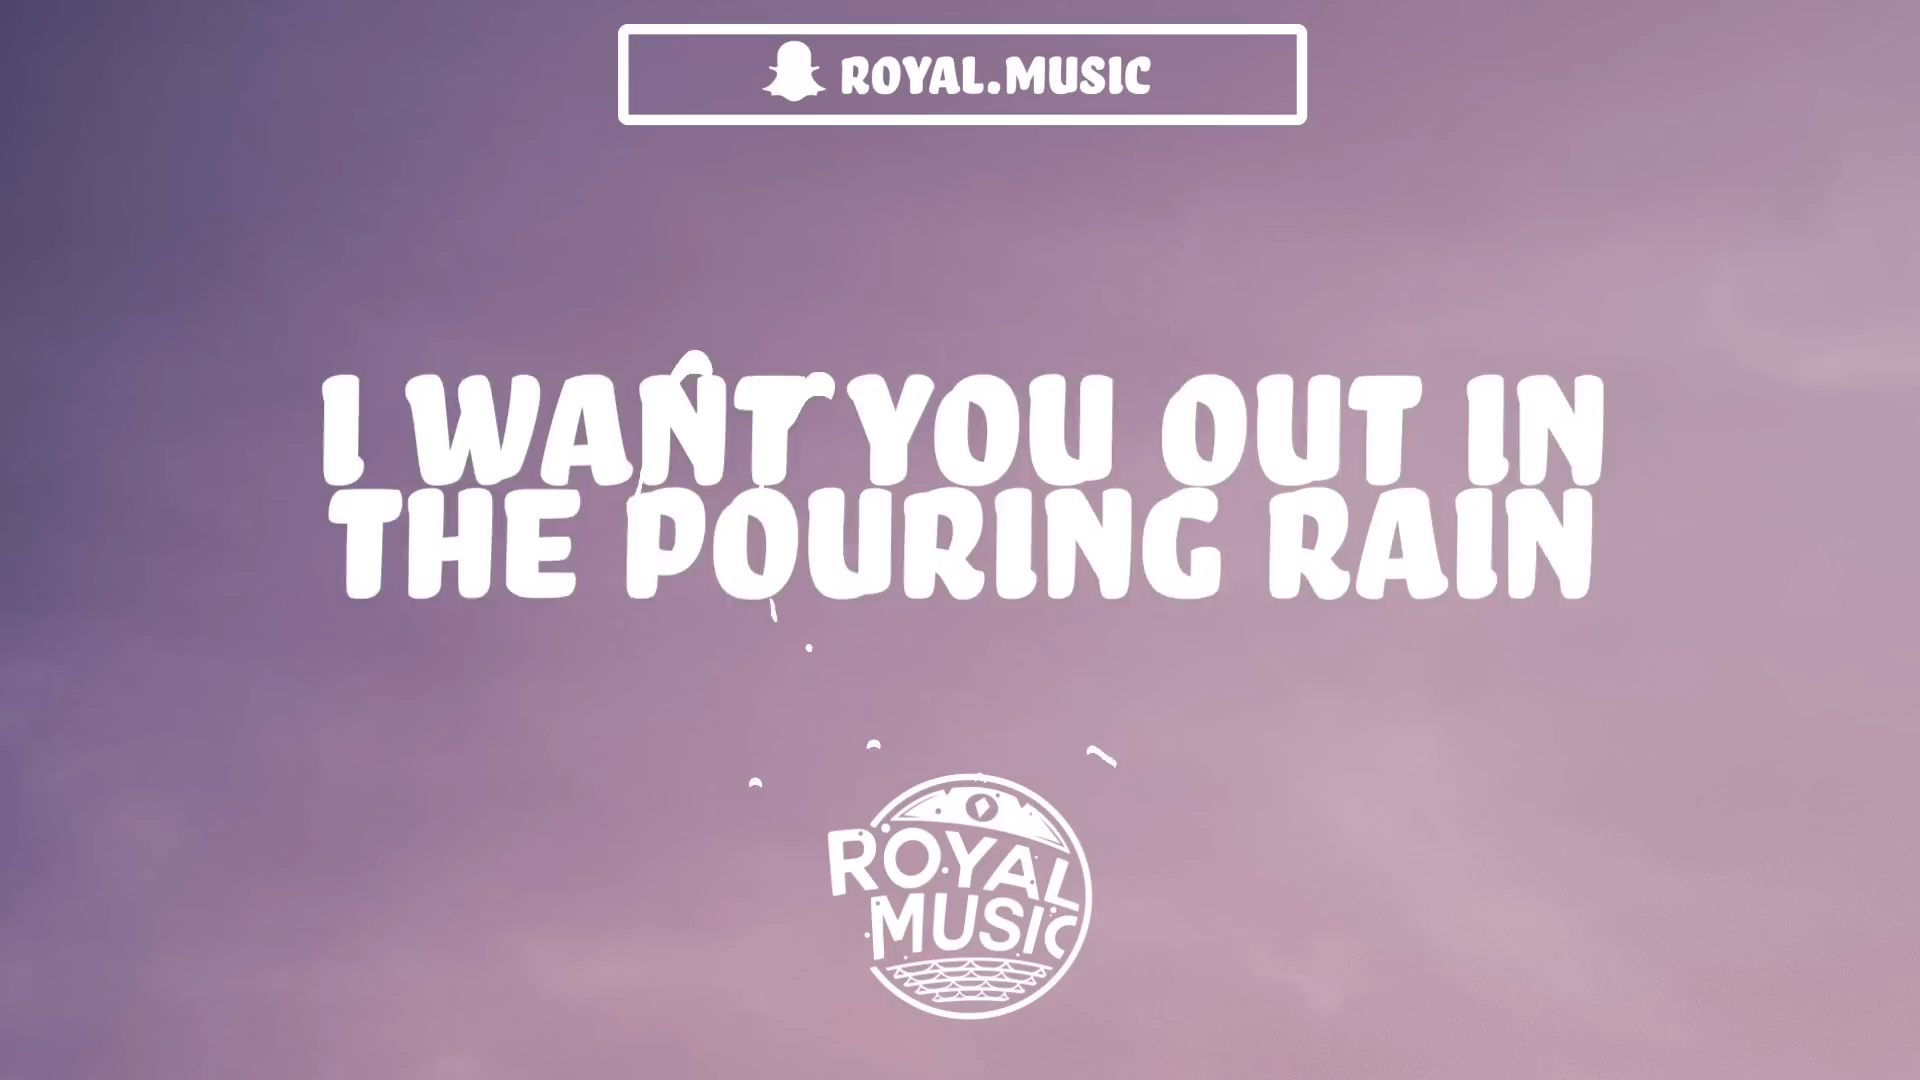 ROYAL.MUSIC
I WANT YOU OUT IN
THE POURING RAIN
ROYAL
MUSIC